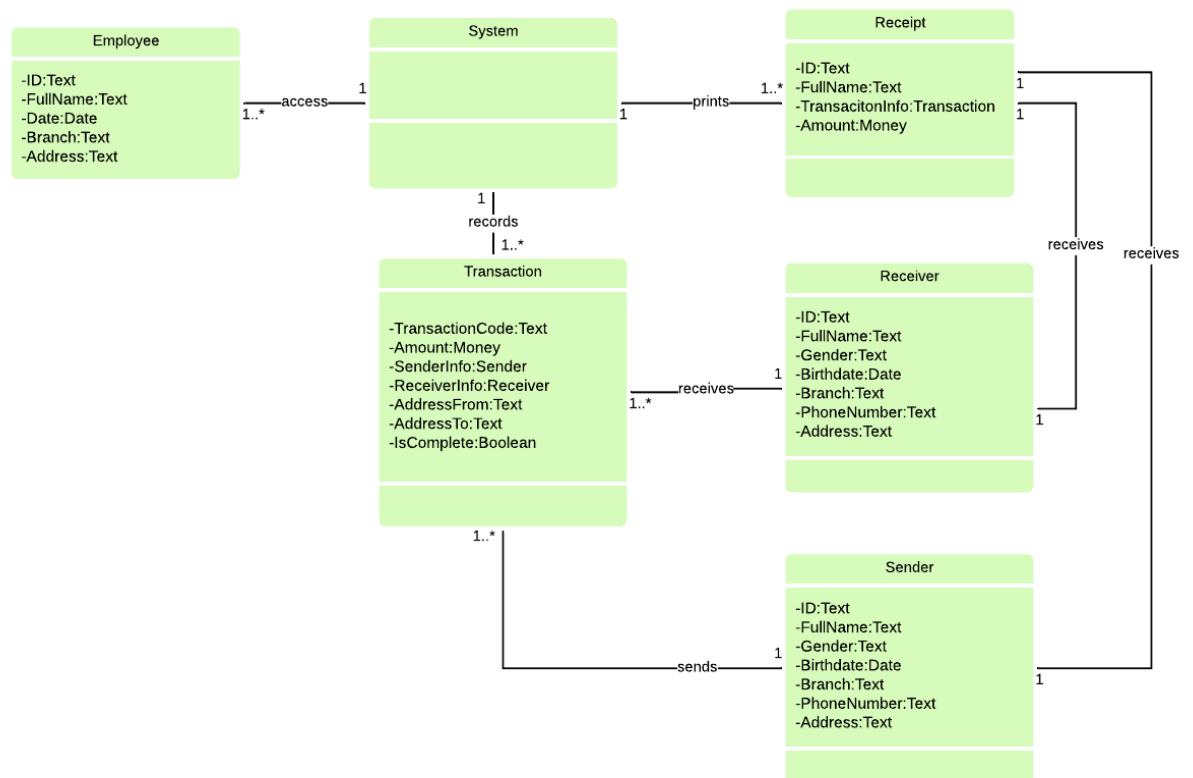 Employee
-ID:Text
-FullName:Text
-Date:Date
-Branch:Text
-Address:Text
1..*
access
1
System
1
prints
1..*
Receipt
-ID:Text
-FullName:Text
-TransacitonInfo:Transaction
-Amount:Money
1
1
receives
receives
1
records
1..*
Transaction
-TransactionCode:Text
-Amount:Money
-SenderInfo:Sender
-ReceiverInfo:Receiver
-AddressFrom:Text
-AddressTo:Text
-IsComplete:Boolean
1..*
receives
1
Receiver
-ID:Text
-FullName:Text
-Gender:Text
-Birthdate:Date
-Branch:Text
-PhoneNumber:Text
-Address:Text
1
1..*
sends
1
Sender
-ID:Text
-FullName:Text
-Gender:Text
-Birthdate:Date
-Branch:Text
-PhoneNumber:Text
-Address:Text
1